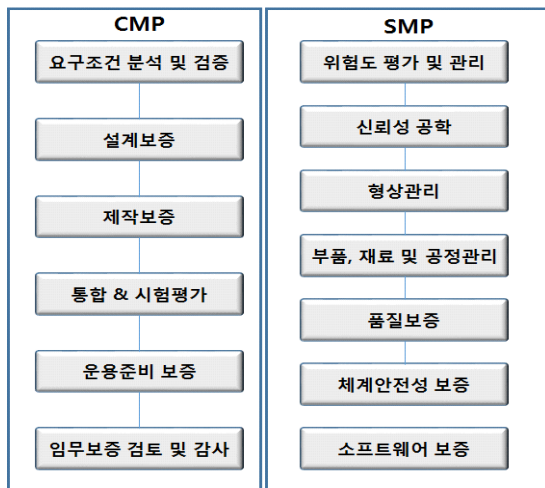 CMP
요구조건 분석 및 검증
설계보증
제작보증
통합 & 시험평가
운용준비 보증
임무보증 검토 및 감사
SMP
위험도 평가 및 관리
신뢰성 공학
형상관리
부품, 재료 및 공정관리
품질보증
체계안전성 보증
소프트웨어 보증